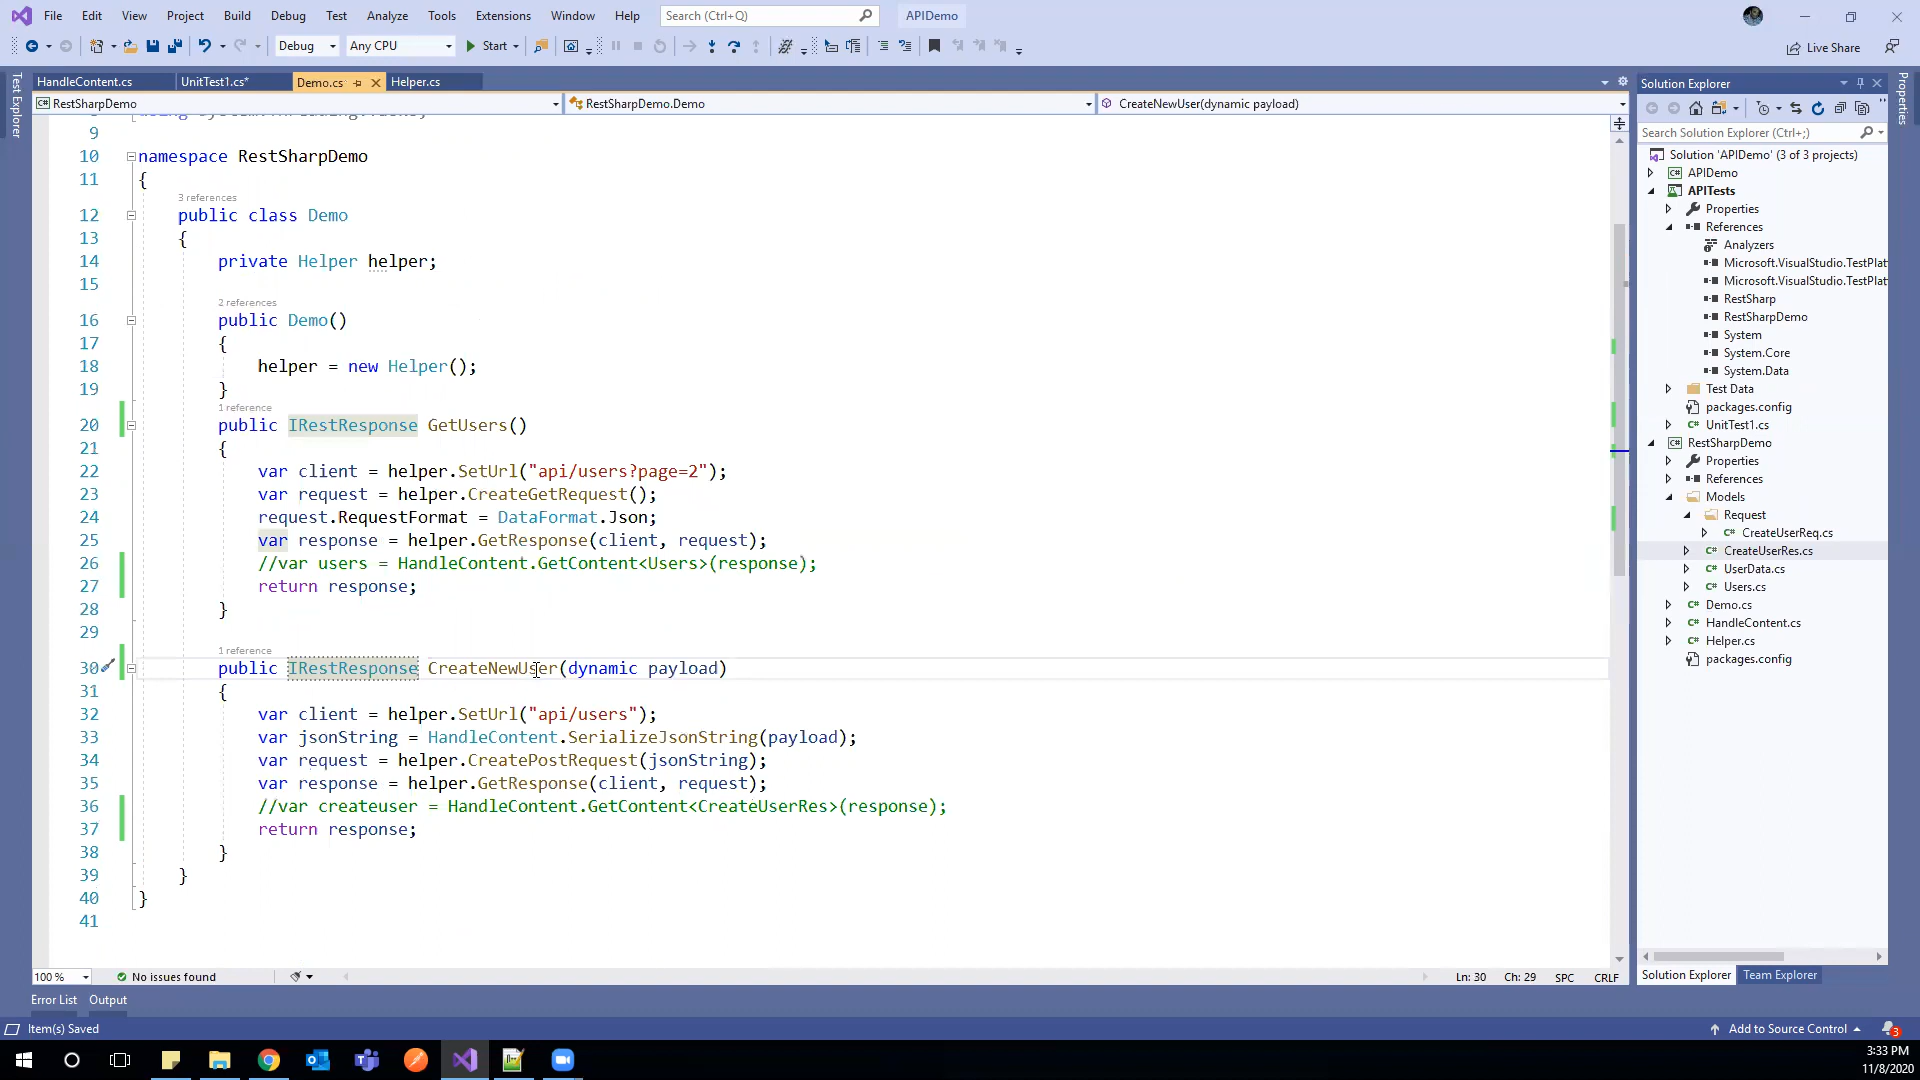 File Edit View Project Build Debug Test Analyze Tools Extensions Window Help Search (Ctrl+Q) APIDemo
Debug Any CPU Start Live Share
HandleContent.cs UnitTest1.cs* Demo.cs Helper.cs
RestSharpDemo RestSharpDemo.Demo CreateNewUser(dynamic payload)
9
10 namespace RestSharpDemo
11 {
3 references
12 public class Demo
13 {
14 private Helper helper;
15
2 references
16 public Demo()
17 {
18 helper = new Helper();
19 }
1 reference
20 public IRestResponse GetUsers()
21 {
22 var client = helper.SetUrl("api/users?page=2");
23 var request = helper.CreateGetRequest();
24 request.RequestFormat = DataFormat.Json;
25 var response = helper.GetResponse(client, request);
26 //var users = HandleContent.GetContent<Users>(response);
27 return response;
28 }
29
1 reference
30 public IRestResponse CreateNewUser(dynamic payload)
31 {
32 var client = helper.SetUrl("api/users");
33 var jsonString = HandleContent.SerializeJsonString(payload);
34 var request = helper.CreatePostRequest(jsonString);
35 var response = helper.GetResponse(client, request);
36 //var createuser = HandleContent.GetContent<CreateUserRes>(response);
37 return response;
38 }
39 }
40 }
41
100 % No issues found Ln: 30 Ch: 29 SPC CRLF
Error List Output
Item(s) Saved
Test Explorer
Solution Explorer
Search Solution Explorer (Ctrl+;)
Solution 'APIDemo' (3 of 3 projects)
APIDemo
APITests
Properties
References
Analyzers
Microsoft.VisualStudio.TestPlat
Microsoft.VisualStudio.TestPlat
RestSharp
RestSharpDemo
System
System.Core
System.Data
Test Data
packages.config
UnitTest1.cs
RestSharpDemo
Properties
References
Models
Request
CreateUserReq.cs
CreateUserRes.cs
UserData.cs
Users.cs
Demo.cs
HandleContent.cs
Helper.cs
packages.config
Solution Explorer Team Explorer
Properties
Add to Source Control 3
3:33 PM
11/8/2020